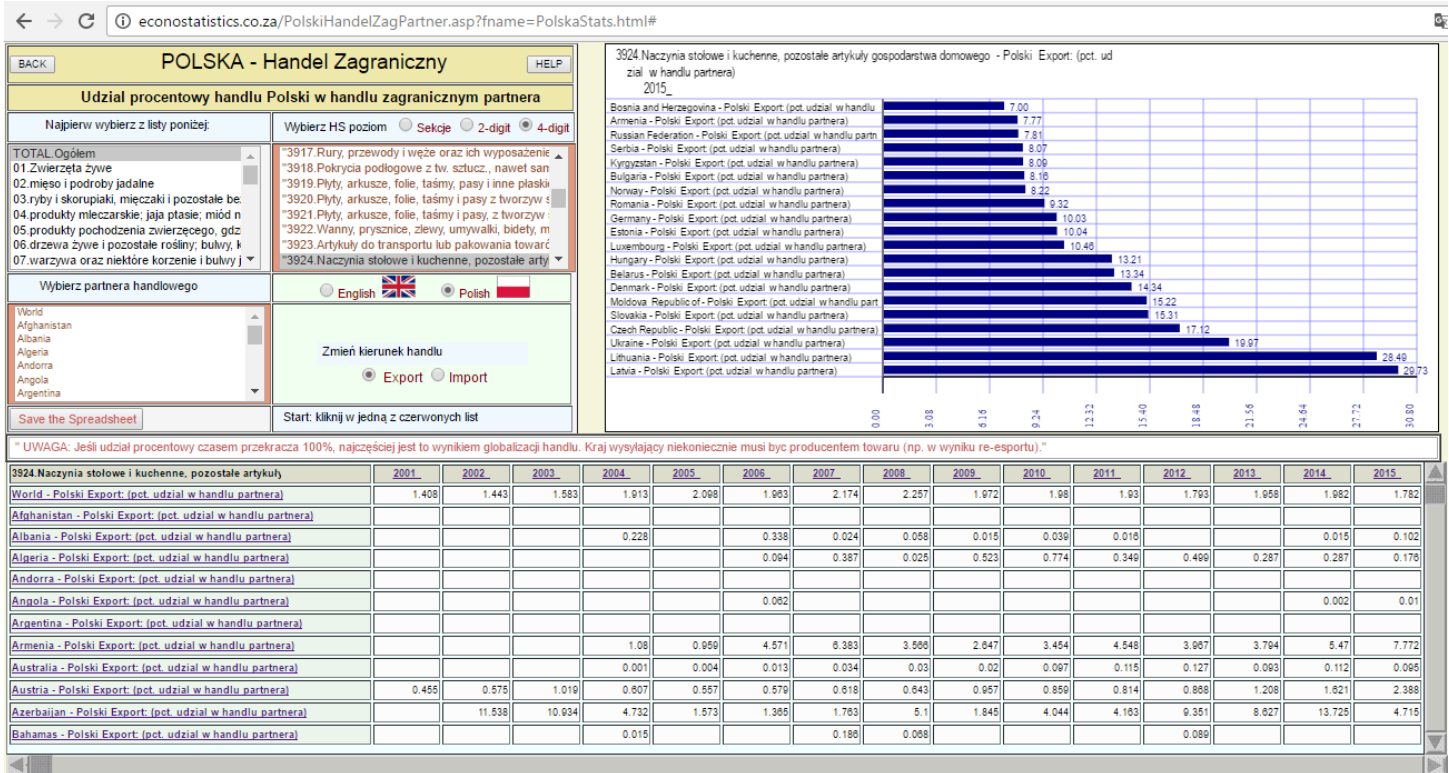 econostatistics.co.za/PolskiHandelZagPartner.asp?fname=PolskaStats.html#
BACK POLSKA - Handel Zagraniczny HELP
Udzial procentowy handlu Polski w handlu zagranicznym partnera
Najpierw wybierz z listy poniżej: Wybierz HS poziom Sekcje 2-digit 4-digit
TOTAL.Ogółem
01.Zwierzęta żywe
02.mięso i podroby jadalne
03.ryby i skorupiaki, mięczaki i pozostałe be
04.produkty mleczarskie; jaja ptasie; miód n
05.produkty pochodzenia zwierzęcego, gdz
06.drzewa żywe i pozostałe rośliny; bulwy, k
07.warzywa oraz niektóre korzenie i bulwy j
"3917.Rury, przewody i węże oraz ich wyposażenie
"3918.Pokrycia podłogowe z tw. sztucz., nawet sam
"3919.Płyty, arkusze, folie, taśmy, pasy i inne płaski
"3920.Płyty, arkusze, folie, taśmy i pasy z tworzyw s
"3921.Płyty, arkusze, folie, taśmy i pasy, z tworzyw
"3922.Wanny, prysznice, zlewy, umywalki, bidety, m
"3923.Artykuły do transportu lub pakowania towaró
"3924.Naczynia stołowe i kuchenne, pozostałe arty
Wybierz partnera handlowego English Polish
World
Afghanistan
Albania
Algeria
Andorra
Angola
Argentina
Zmień kierunek handlu
Export Import
Save the Spreadsheet Start: kliknij w jedną z czerwonych list
3924.Naczynia stołowe i kuchenne, pozostałe artykuły gospodarstwa domowego - Polski Export: (pct. ud
zial w handlu partnera)
2015_
Bosnia and Herzegovina - Polski Export: (pct. udzial w handlu 7.00
Armenia - Polski Export: (pct. udzial w handlu partnera) 7.77
Russian Federation - Polski Export: (pct. udzial w handlu partn 7.81
Serbia - Polski Export: (pct. udzial w handlu partnera) 8.07
Kyrgyzstan - Polski Export: (pct. udzial w handlu partnera) 8.09
Bulgaria - Polski Export: (pct. udzial w handlu partnera) 8.16
Norway - Polski Export: (pct. udzial w handlu partnera) 8.22
Romania - Polski Export: (pct. udzial w handlu partnera) 9.32
Germany - Polski Export: (pct. udzial w handlu partnera) 10.03
Estonia - Polski Export: (pct. udzial w handlu partnera) 10.04
Luxembourg - Polski Export: (pct. udzial w handlu partnera) 10.46
Hungary - Polski Export: (pct. udzial w handlu partnera) 13.21
Belarus - Polski Export: (pct. udzial w handlu partnera) 13.34
Denmark - Polski Export: (pct. udzial w handlu partnera) 14.34
Moldova Republic of - Polski Export: (pct. udzial w handlu part 15.22
Slovakia - Polski Export: (pct. udzial w handlu partnera) 15.31
Czech Republic - Polski Export: (pct. udzial w handlu partnera) 17.12
Ukraine - Polski Export: (pct. udzial w handlu partnera) 19.97
Lithuania - Polski Export: (pct. udzial w handlu partnera) 28.49
Latvia - Polski Export: (pct. udzial w handlu partnera) 29.73
0.00 3.08 6.16 9.24 12.32 15.40 18.48 21.56 24.64 27.72 30.80
" UWAGA: Jeśli udział procentowy czasem przekracza 100%, najczęściej jest to wynikiem globalizacji handlu. Kraj wysyłający niekoniecznie musi byc producentem towaru (np. w wyniku re-esportu)."
3924.Naczynia stołowe i kuchenne, pozostałe artykuł 2001_ 2002_ 2003_ 2004_ 2005_ 2006_ 2007_ 2008_ 2009_ 2010_ 2011_ 2012_ 2013_ 2014_ 2015_
World - Polski Export: (pct. udzial w handlu partnera) 1.408 1.443 1.583 1.913 2.098 1.963 2.174 2.257 1.972 1.98 1.93 1.793 1.958 1.982 1.782
Afghanistan - Polski Export: (pct. udzial w handlu partnera)
Albania - Polski Export: (pct. udzial w handlu partnera) 0.228 0.338 0.024 0.058 0.015 0.039 0.016 0.015 0.102
Algeria - Polski Export: (pct. udzial w handlu partnera) 0.094 0.387 0.025 0.523 0.774 0.349 0.499 0.287 0.287 0.176
Andorra - Polski Export: (pct. udzial w handlu partnera)
Angola - Polski Export: (pct. udzial w handlu partnera) 0.062 0.002 0.01
Argentina - Polski Export: (pct. udzial w handlu partnera)
Armenia - Polski Export: (pct. udzial w handlu partnera) 1.08 0.959 4.571 6.383 3.566 2.647 3.454 4.548 3.967 3.794 5.47 7.772
Australia - Polski Export: (pct. udzial w handlu partnera) 0.001 0.004 0.013 0.034 0.03 0.02 0.097 0.115 0.127 0.093 0.112 0.095
Austria - Polski Export: (pct. udzial w handlu partnera) 0.455 0.575 1.019 0.607 0.557 0.579 0.618 0.643 0.957 0.859 0.814 0.868 1.208 1.621 2.388
Azerbaijan - Polski Export: (pct. udzial w handlu partnera) 11.538 10.934 4.732 1.573 1.365 1.763 5.1 1.845 4.044 4.163 9.351 8.627 13.725 4.715
Bahamas - Polski Export: (pct. udzial w handlu partnera) 0.015 0.186 0.068 0.089